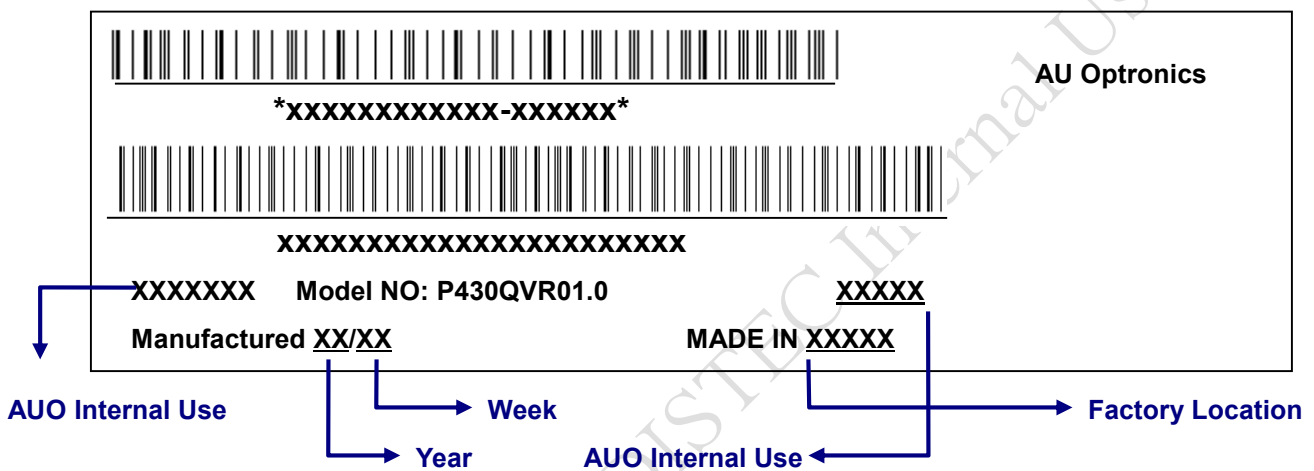 AU Optronics
*xxxxxxxxxxxx-xxxxxx*
xxxxxxxxxxxxxxxxxxxxxxx
XXXXXXX Model NO: P430QVR01.0 XXXXX
Manufactured XX/XX MADE IN XXXXX
AUO Internal Use Week Factory Location
Year AUO Internal Use